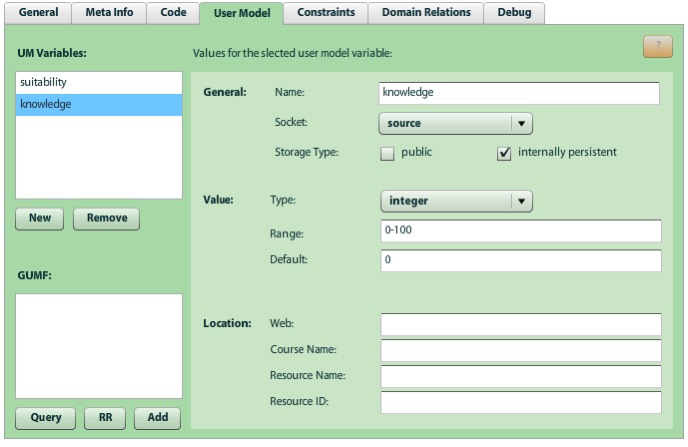 General Meta Info Code User Model Constraints Domain Relations Debug
UM Variables:
Values for the slected user model variable:
?
suitability
knowledge
New Remove
GUMF:
Query RR Add
General: Name: knowledge
Socket: source
Storage Type: public internally persistent
Value: Type: integer
Range: 0-100
Default: 0
Location: Web:
Course Name:
Resource Name:
Resource ID: